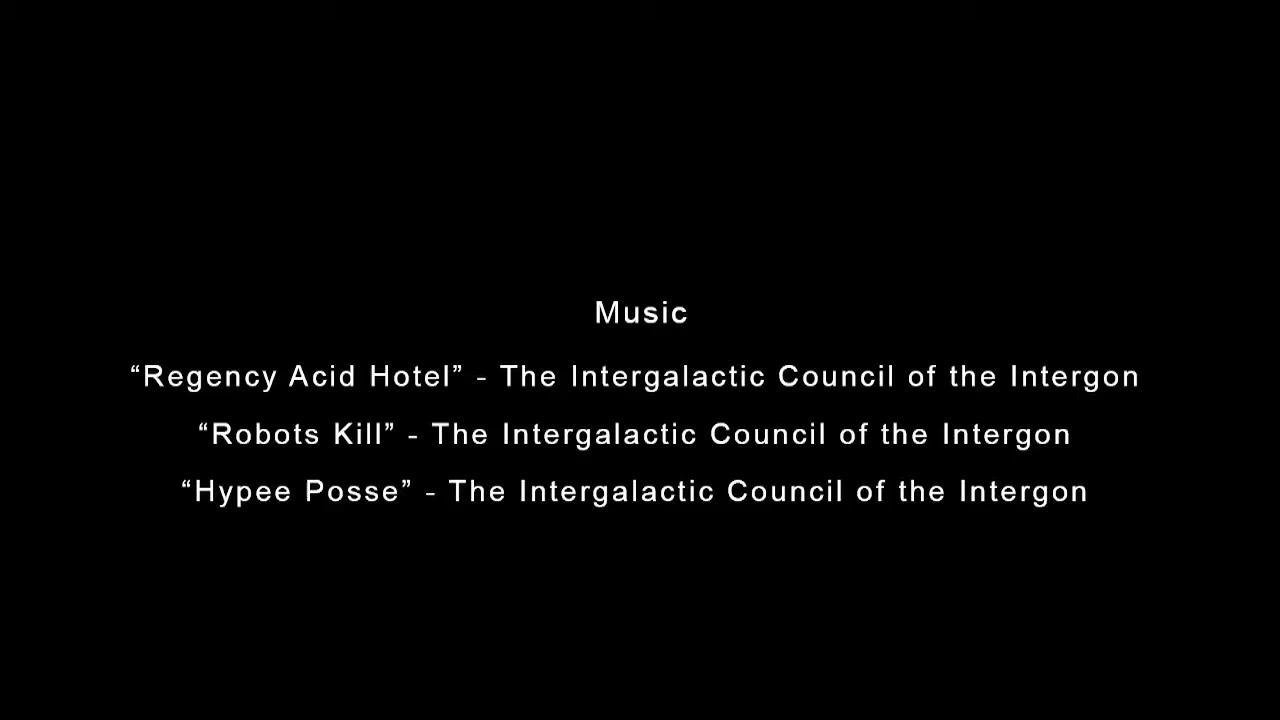 Music
“Regency Acid Hotel” - The Intergalactic Council of the Intergon
“Robots Kill” - The Intergalactic Council of the Intergon
“Hypee Posse” - The Intergalactic Council of the Intergon